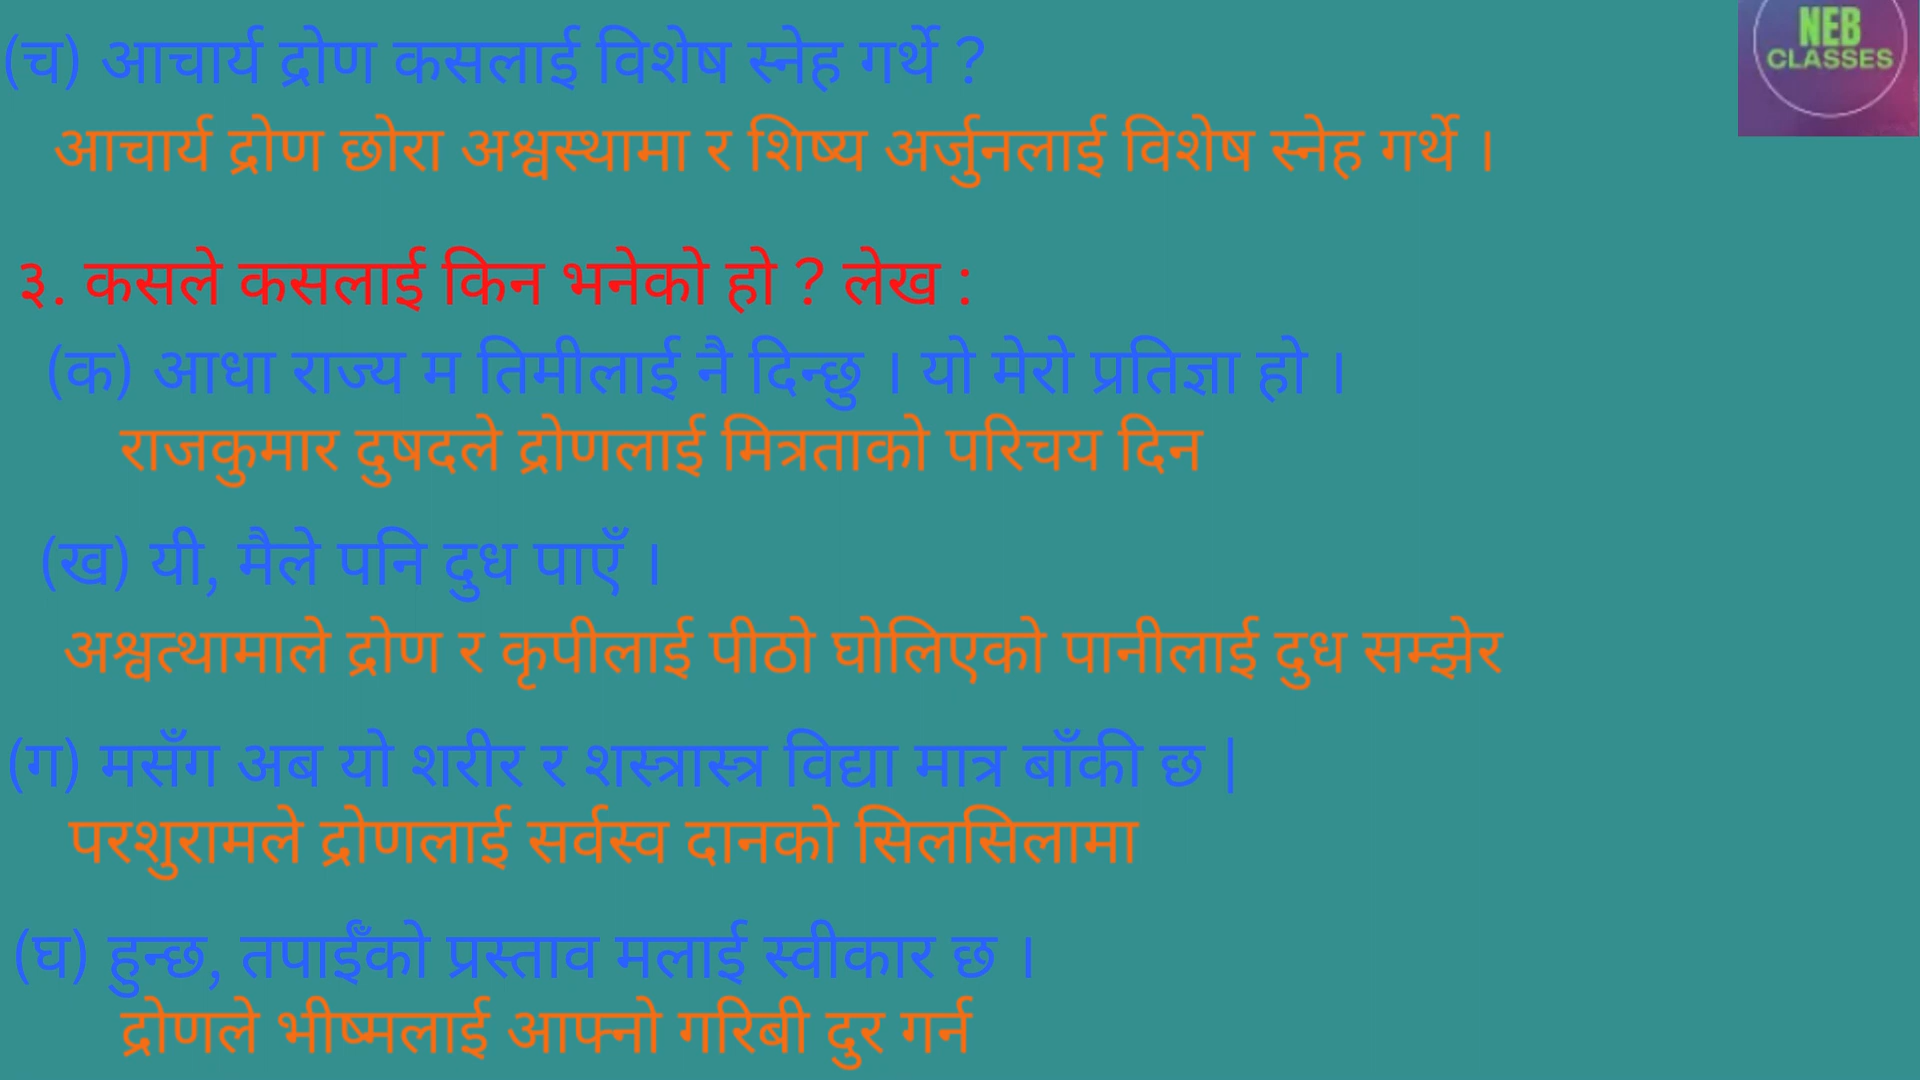 NEB
CLASSES
(च) आचार्य द्रोण कसलाई विशेष स्नेह गर्थे ?
आचार्य द्रोण छोरा अश्वस्थामा र शिष्य अर्जुनलाई विशेष स्नेह गर्थे ।
३. कसले कसलाई किन भनेको हो ? लेख :
(क) आधा राज्य म तिमीलाई नै दिन्छु । यो मेरो प्रतिज्ञा हो ।
राजकुमार दुषदले द्रोणलाई मित्रताको परिचय दिन
(ख) यी, मैले पनि दुध पाएँ ।
अश्वत्थामाले द्रोण र कृपीलाई पीठो घोलिएको पानीलाई दुध सम्झेर
(ग) मसँग अब यो शरीर र शस्त्रास्त्र विद्या मात्र बाँकी छ |
परशुरामले द्रोणलाई सर्वस्व दानको सिलसिलामा
(घ) हुन्छ, तपाईँको प्रस्ताव मलाई स्वीकार छ ।
द्रोणले भीष्मलाई आफ्नो गरिबी दुर गर्न